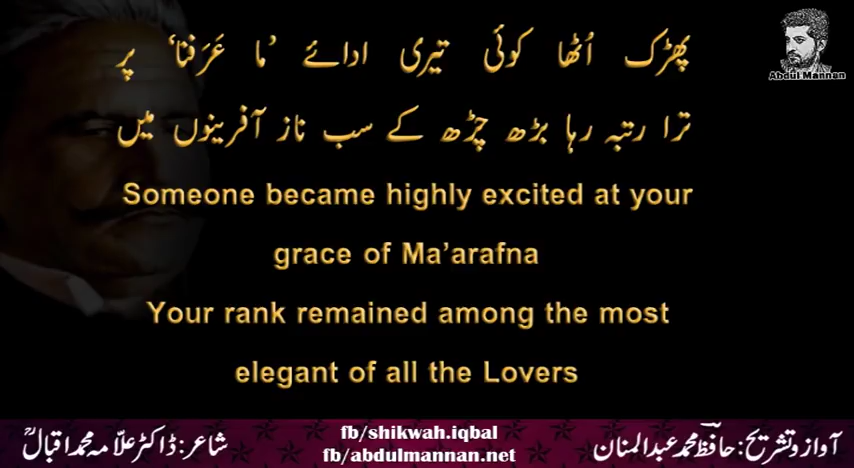 پھڑک اُٹھا کوئی تیری ادائے ’ما عَرَفنا‘ پر
ترا رتبہ رہا بڑھ چڑھ کے سب ناز آفرینوں میں
Someone became highly excited at your
grace of Ma’arafna
Your rank remained among the most
elegant of all the Lovers
Abdul Mannan
آواز و تشریح: حافظ محمد عبدالمنان
fb/shikwah.iqbal
fb/abdulmannan.net
شاعر: ڈاکٹر علّامہ محمد اقبالؒ